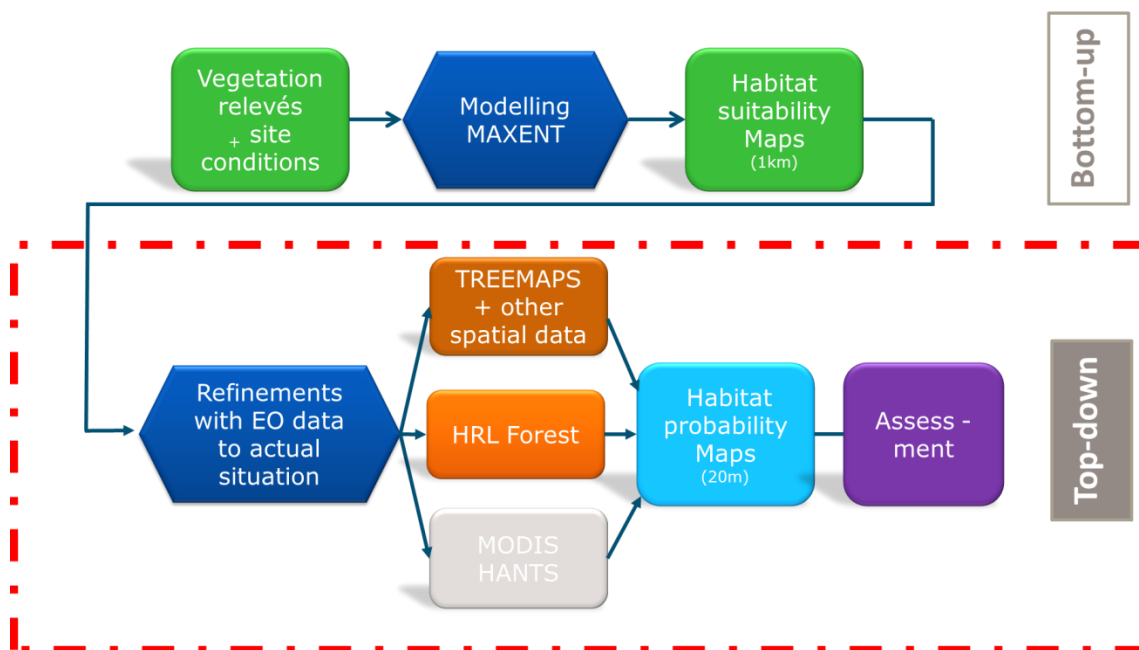 Vegetation
relevés
+ site
conditions
Modelling
MAXENT
Habitat
suitability
Maps
(1km)
Bottom-up
TREEMAPS
+ other
spatial data
Refinements
with EO data
to actual
situation
HRL Forest
MODIS
HANTS
Habitat
probability
Maps
(20m)
Assess -
ment
Top-down